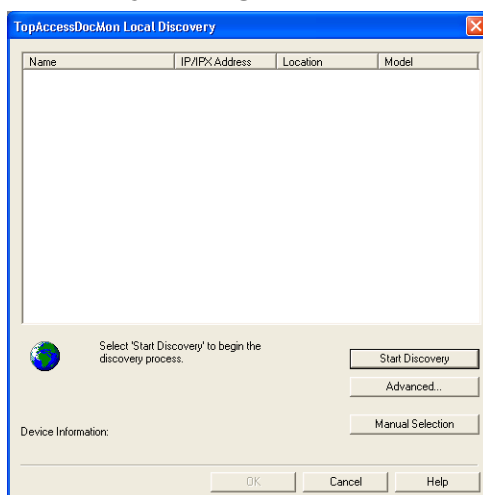 TopAccessDocMon Local Discovery
Name IP/IPX Address Location Model
Select 'Start Discovery' to begin the
discovery process.
Start Discovery
Advanced...
Manual Selection
Device Information:
OK Cancel Help